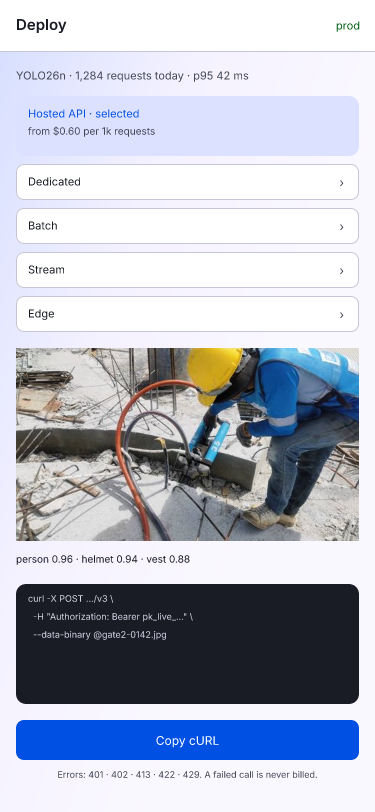 Deploy
prod
YOLO26n · 1,284 requests today · p95 42 ms
Hosted API · selected
from $0.60 per 1k requests
Dedicated ›
Batch ›
Stream ›
Edge ›
person 0.96 · helmet 0.94 · vest 0.88
curl -X POST .../v3 \
-H "Authorization: Bearer pk_live_..." \
--data-binary @gate2-0142.jpg
Copy cURL
Errors: 401 · 402 · 413 · 422 · 429. A failed call is never billed.